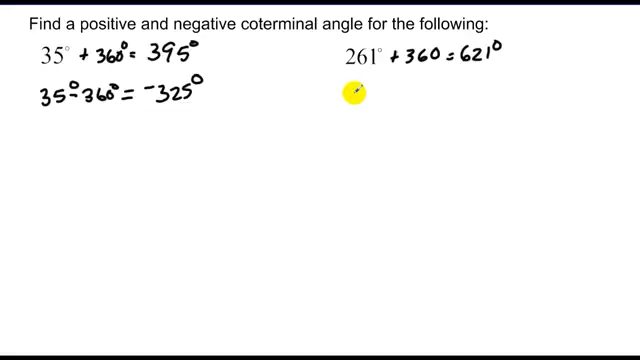 Find a positive and negative coterminal angle for the following:
35° + 360° = 395°
35° - 360° = -325°
261° + 360 = 621°